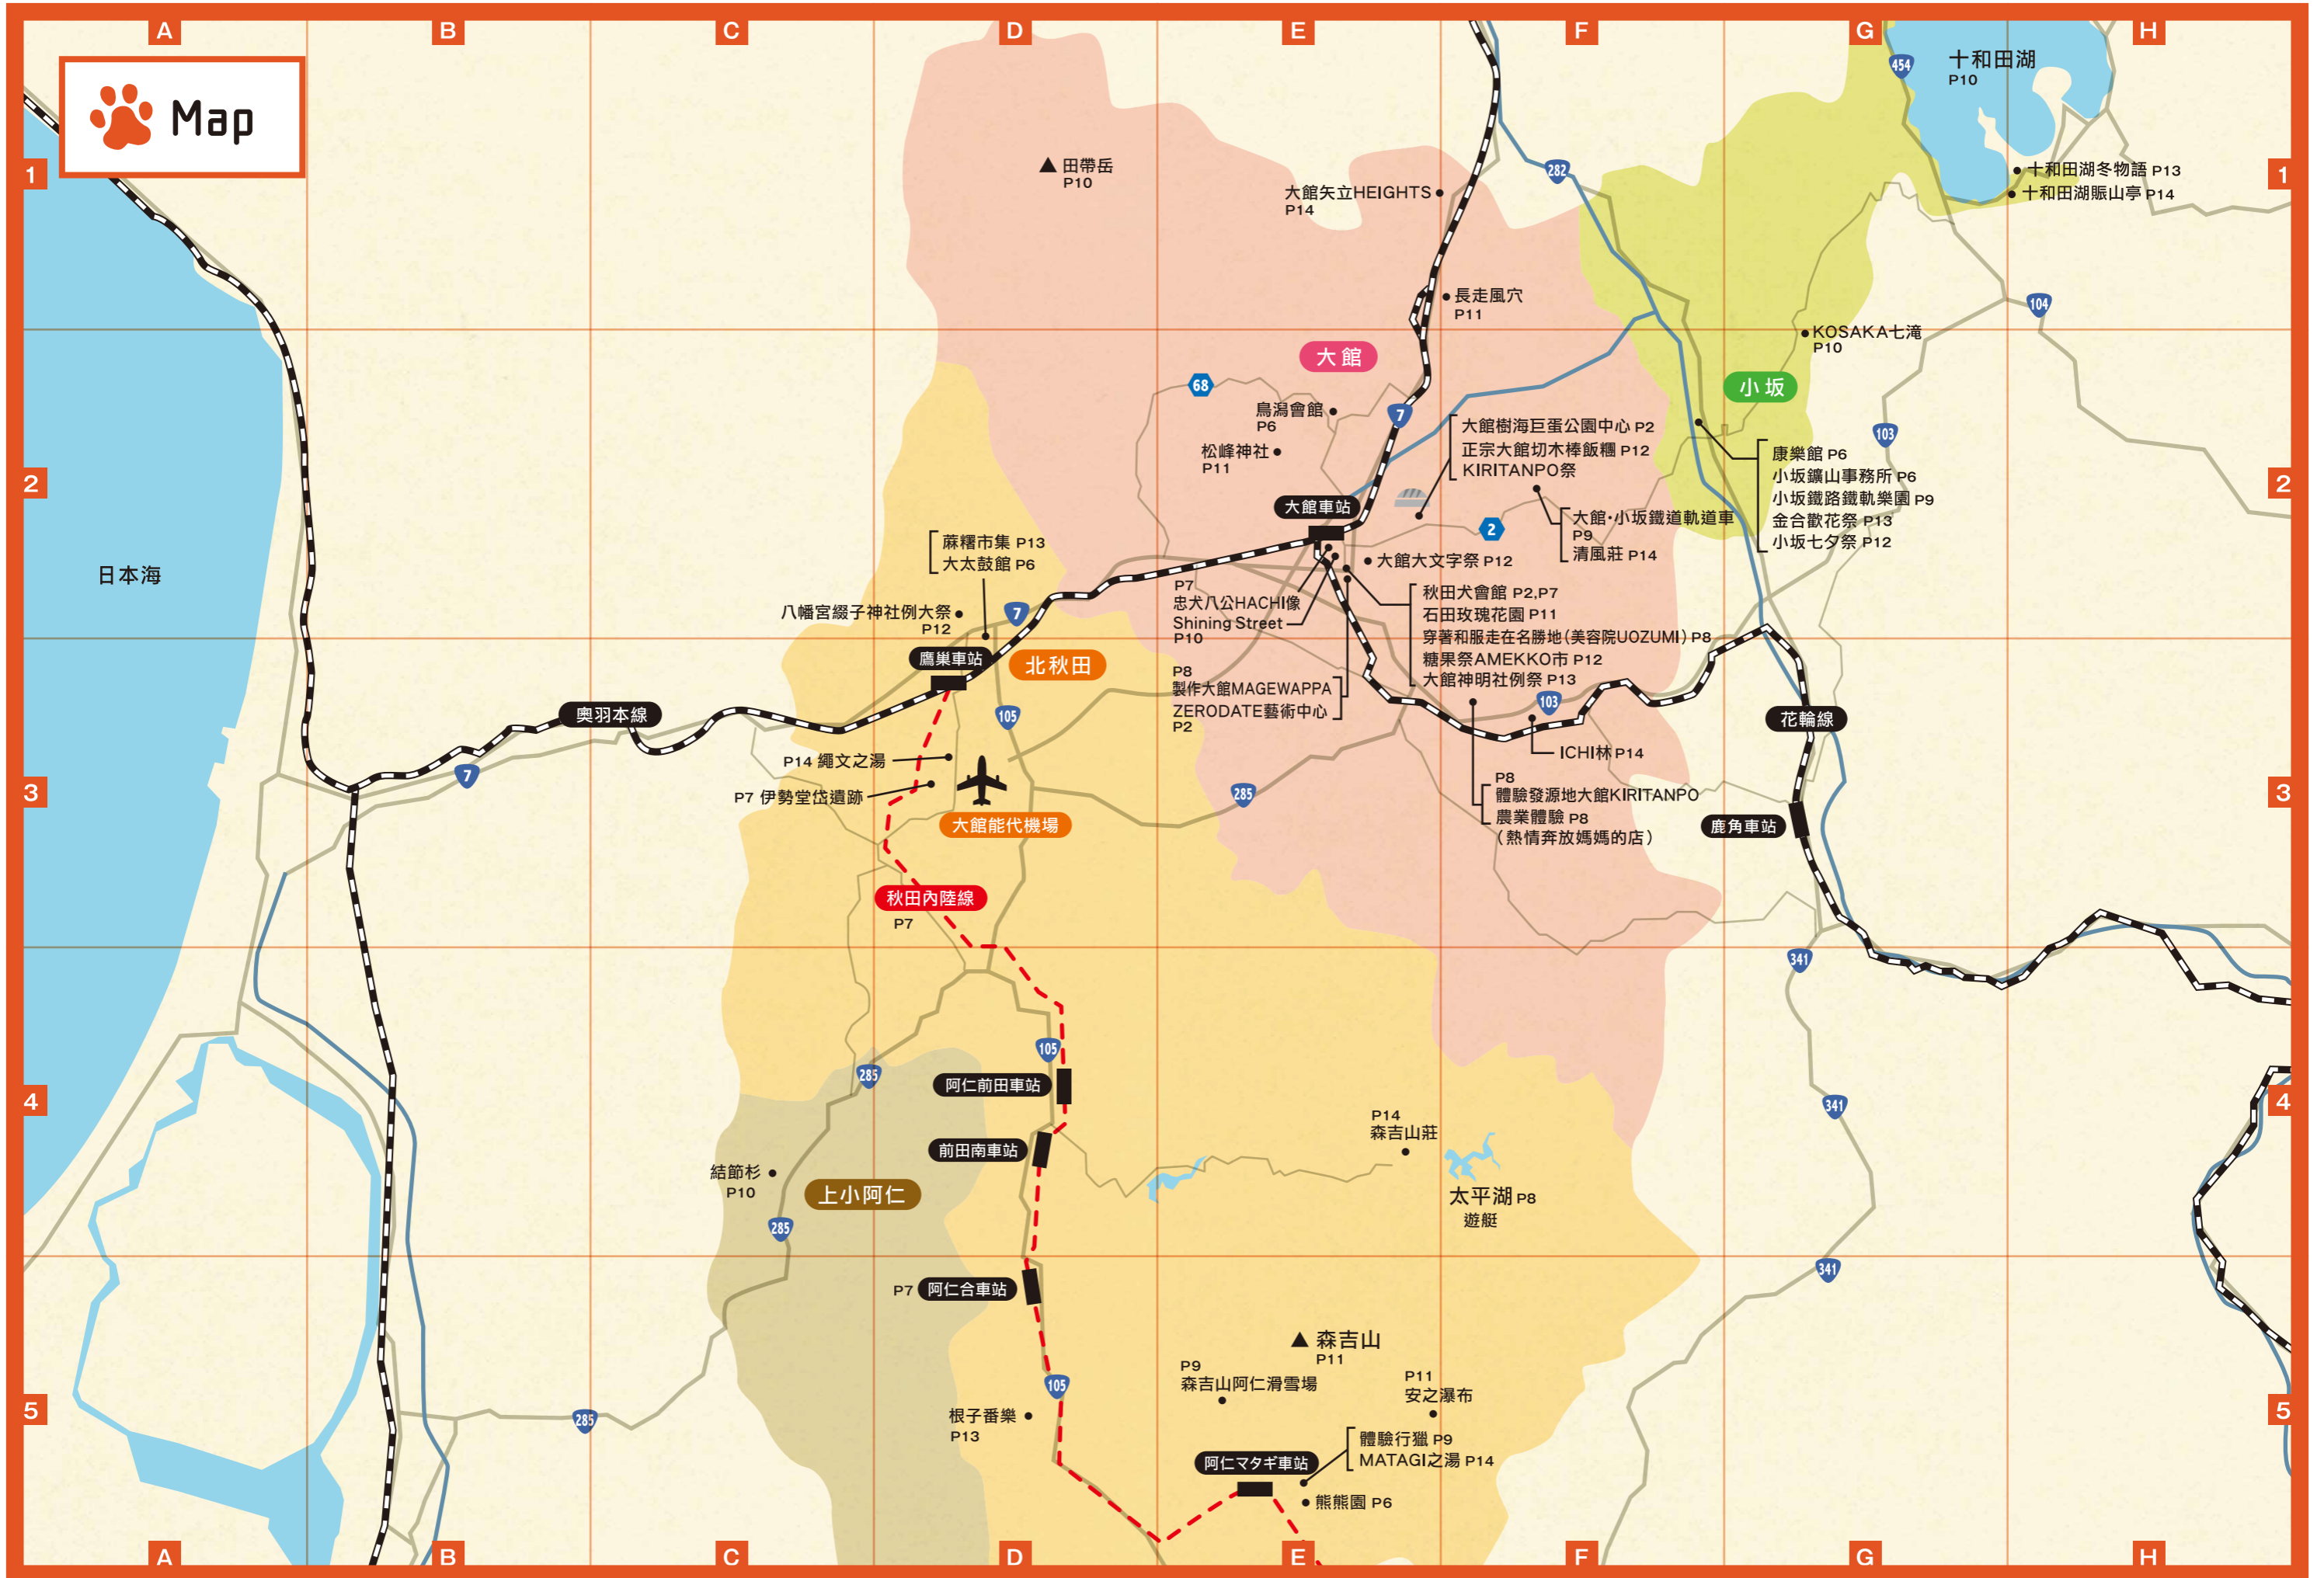 A
B
C
D
E
F
G
H
Map
454
十和田湖
P10
1
1
田帶岳
P10
大館矢立HEIGHTS
P14
282
十和田湖冬物語 P13
十和田湖賑山亭 P14
長走風穴
P11
104
KOSAKA七滝
P10
大館
小坂
68
7
鳥潟會館
P6
松峰神社
P11
大館樹海巨蛋公園中心 P2
正宗大館切木棒飯糰 P12
KIRITANPO祭
103
康樂館 P6
小坂鑛山事務所 P6
小坂鐵路鐵軌樂園 P9
金合歡花祭 P13
小坂七夕祭 P12
2
2
大館車站
2
大館·小坂鐵道軌道車
P9
清風莊 P14
蔴糬市集 P13
大太鼓館 P6
大館大文字祭 P12
日本海
P7
忠犬八公HACHI像
Shining Street
P10
秋田犬會館 P2,P7
石田玫瑰花園 P11
穿著和服走在名勝地(美容院UOZUMI) P8
糖果祭AMEKKO市 P12
大館神明社例祭 P13
八幡宮綴子神社例大祭
P12
7
鷹巢車站
北秋田
P8
製作大館MAGEWAPPA
ZERODATE藝術中心
P2
奧羽本線
105
103
花輪線
ICHI林 P14
P14 繩文之湯
7
P7 伊勢堂岱遺跡
285
P8
體驗發源地大館KIRITANPO
農業體驗 P8
(熱情奔放媽媽的店)
3
3
大館能代機場
鹿角車站
秋田內陸線
P7
341
105
285
阿仁前田車站
4
4
341
P14
森吉山莊
前田南車站
結節杉
P10
上小阿仁
太平湖 P8
遊艇
285
341
P7 阿仁合車站
森吉山
P11
P9
森吉山阿仁滑雪場
P11
安之瀑布
105
5
5
285
根子番樂
P13
體驗行獵 P9
MATAGI之湯 P14
阿仁マタギ車站
熊熊園 P6
A
B
C
D
E
F
G
H